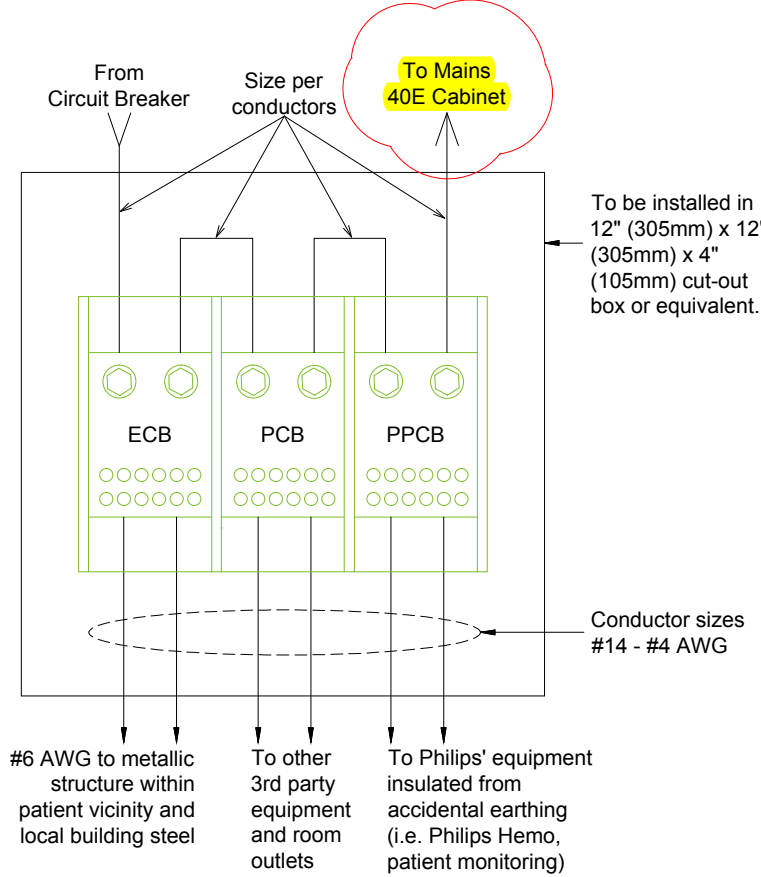 From
Circuit Breaker
Size per
conductors
To Mains
40E Cabinet
To be installed in
12" (305mm) x 12"
(305mm) x 4"
(105mm) cut-out
box or equivalent.
ECB
PCB
PPCB
Conductor sizes
#14 - #4 AWG
#6 AWG to metallic
structure within
patient vicinity and
local building steel
To other
3rd party
equipment
and room
outlets
To Philips' equipment
insulated from
accidental earthing
(i.e. Philips Hemo,
patient monitoring)